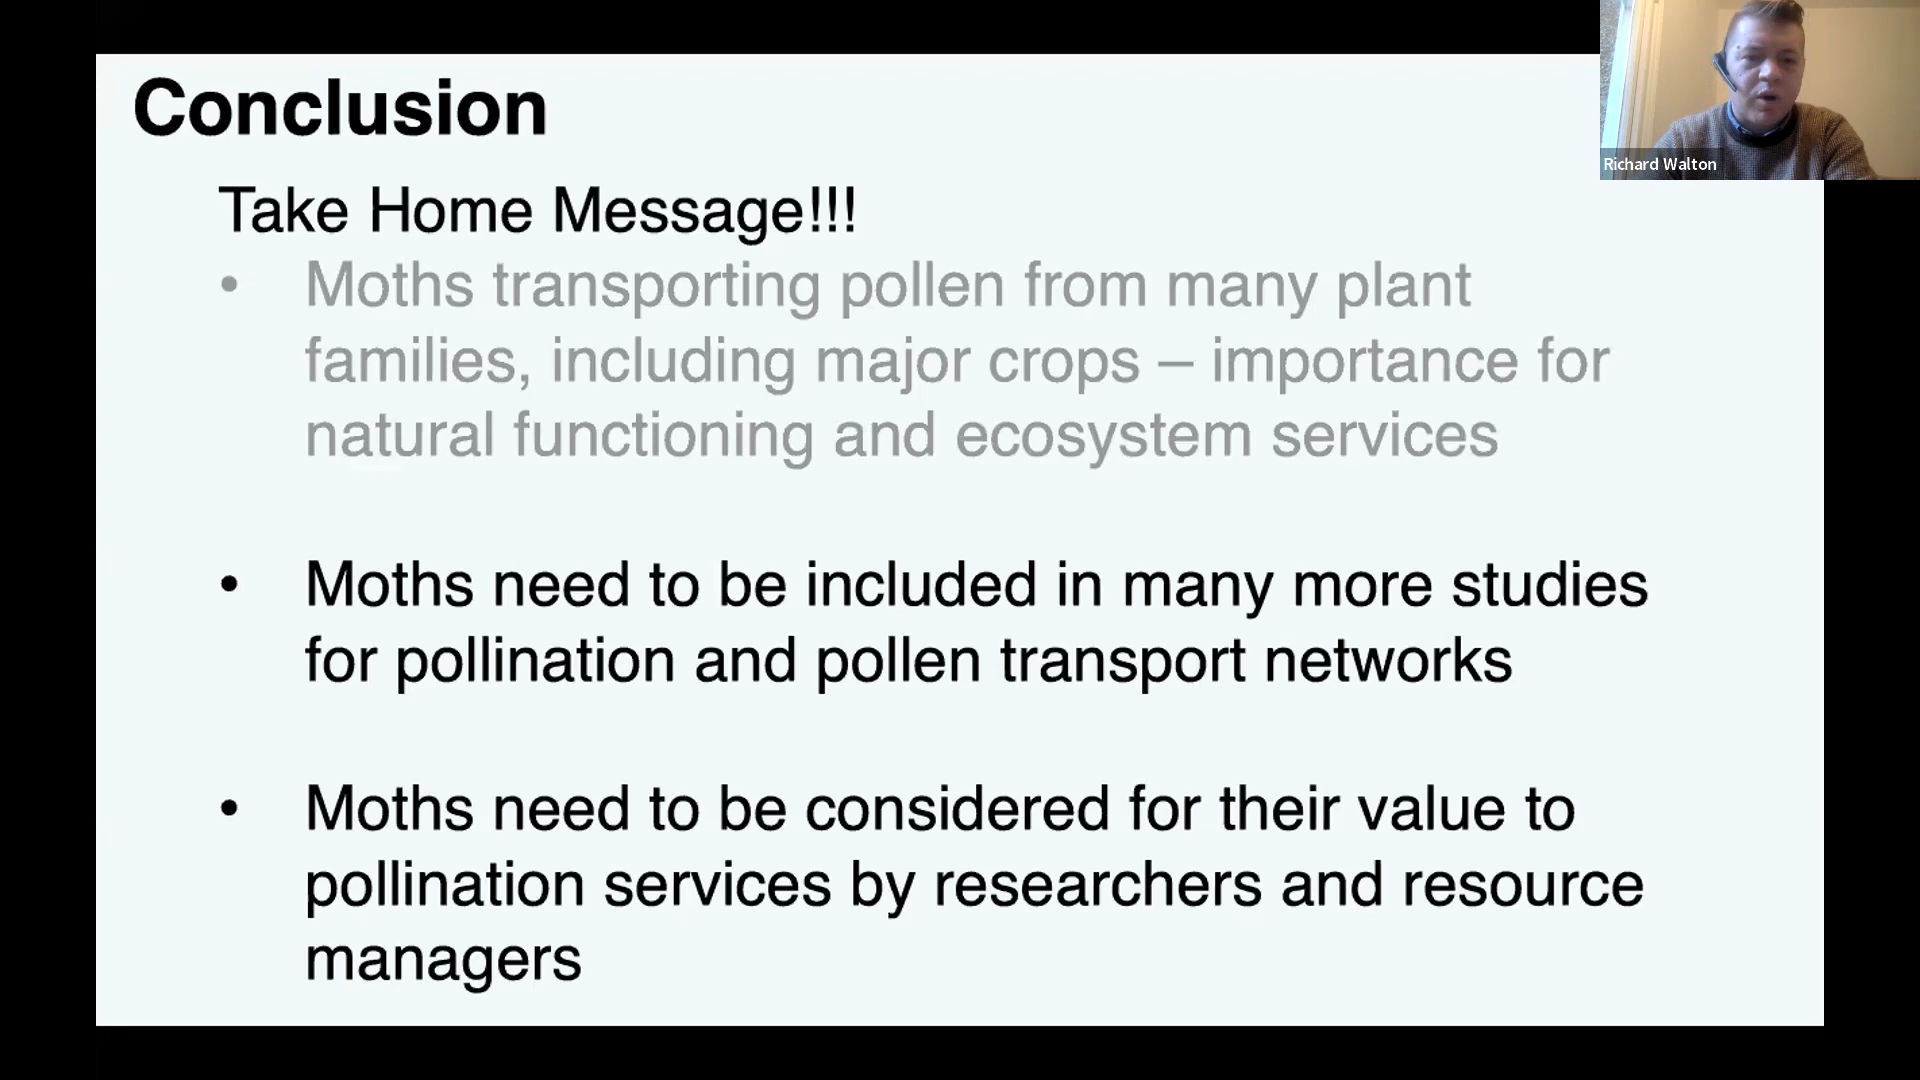 Conclusion
Richard Walton
Take Home Message!!!
• Moths transporting pollen from many plant
families, including major crops – importance for
natural functioning and ecosystem services
• Moths need to be included in many more studies
for pollination and pollen transport networks
• Moths need to be considered for their value to
pollination services by researchers and resource
managers